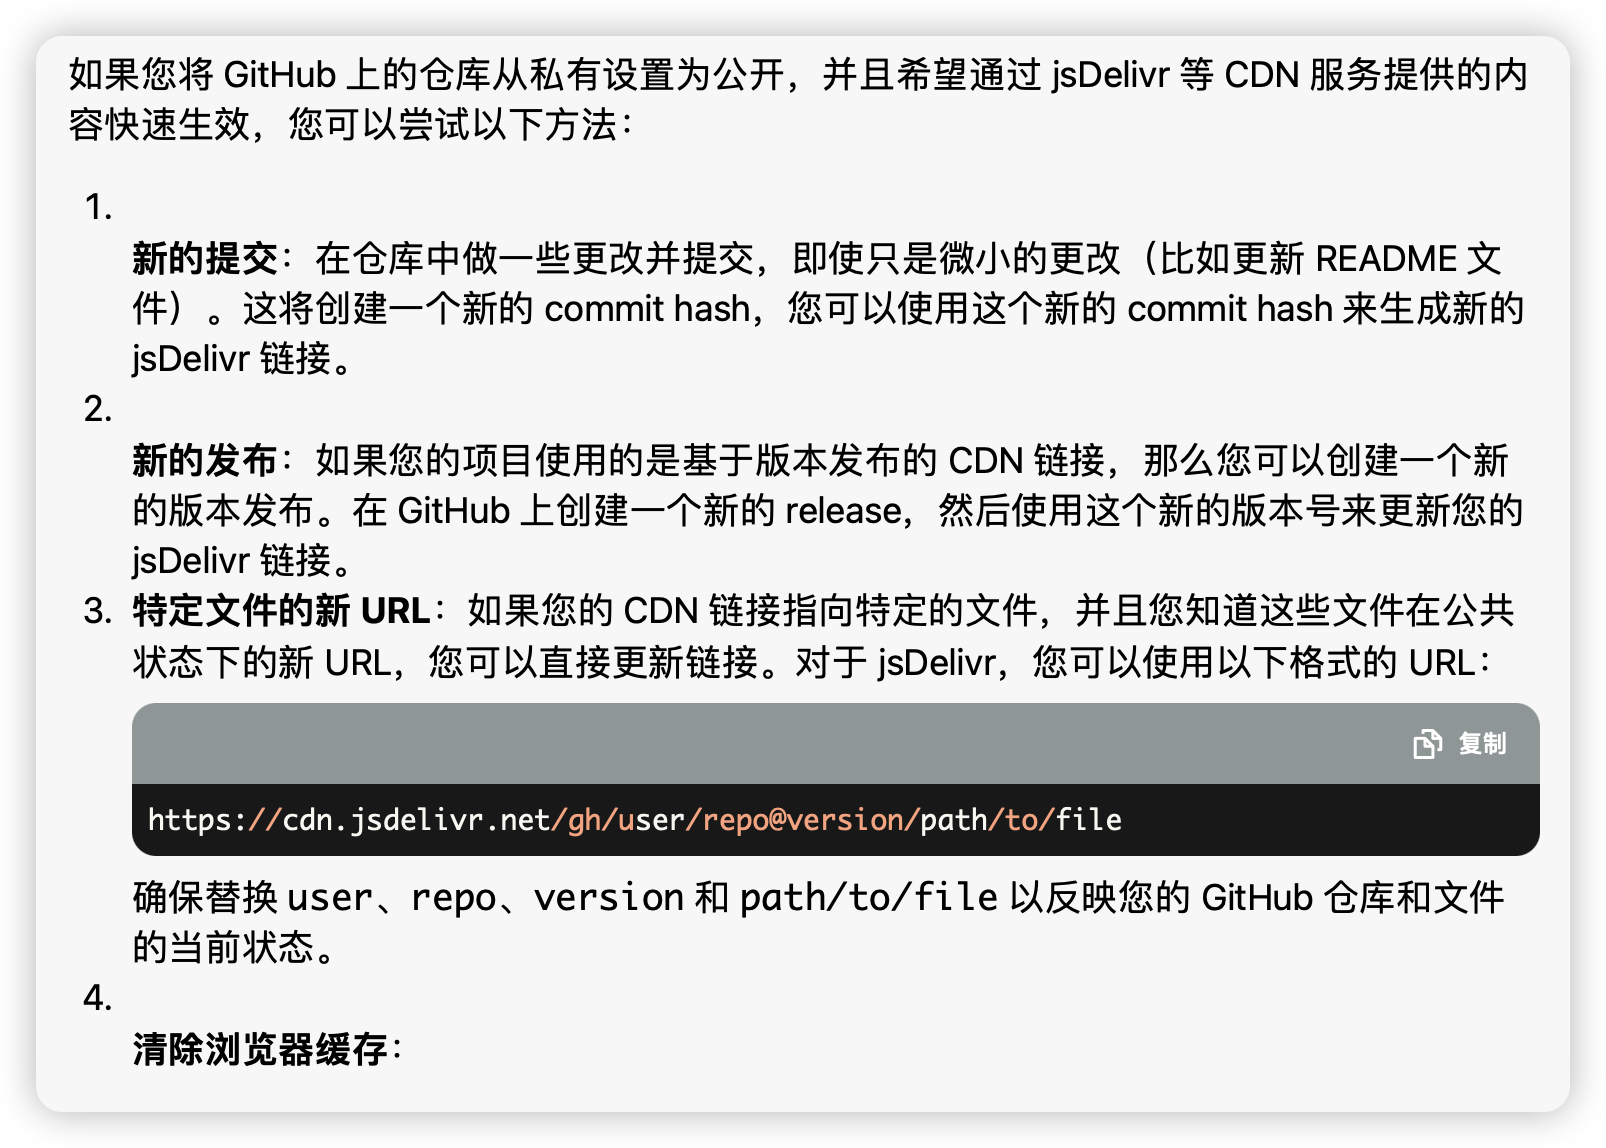 如果您将 GitHub 上的仓库从私有设置为公开，并且希望通过 jsDelivr 等 CDN 服务提供的内
容快速生效，您可以尝试以下方法：
1.
新的提交：在仓库中做一些更改并提交，即使只是微小的更改（比如更新 README 文
件）。这将创建一个新的 commit hash，您可以使用这个新的 commit hash 来生成新的
jsDelivr 链接。
2.
新的发布：如果您的项目使用的是基于版本发布的 CDN 链接，那么您可以创建一个新
的版本发布。在 GitHub 上创建一个新的 release，然后使用这个新的版本号来更新您的
jsDelivr 链接。
3. 特定文件的新 URL：如果您的 CDN 链接指向特定的文件，并且您知道这些文件在公共
状态下的新 URL，您可以直接更新链接。对于 jsDelivr，您可以使用以下格式的 URL：
复制
https://cdn.jsdelivr.net/gh/user/repo@version/path/to/file
确保替换 user、repo、version 和 path/to/file 以反映您的 GitHub 仓库和文件
的当前状态。
4.
清除浏览器缓存：